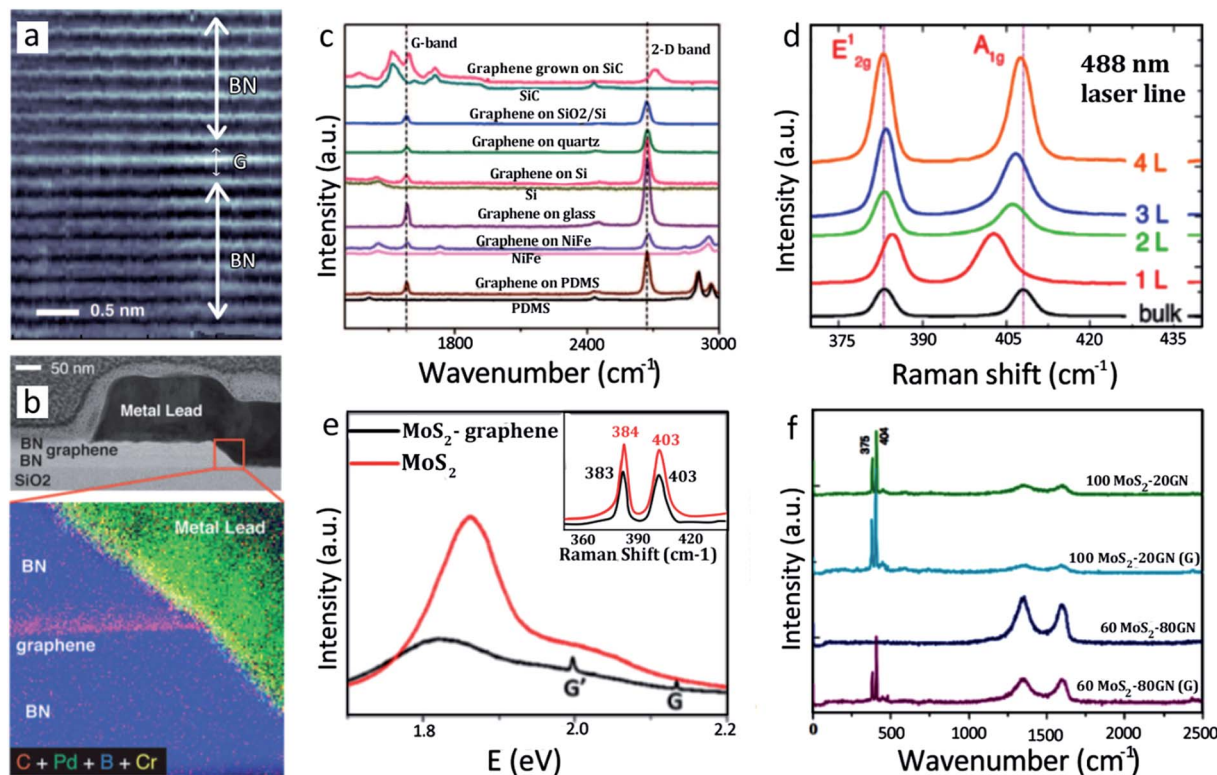 a
BN
G
BN
0.5 nm
50 nm
b
Metal Lead
BN graphene
BN
SiO2
Metal Lead
BN
graphene
BN
C + Pd + B + Cr
c
G-band
2-D band
Graphene grown on SiC
SiC
Graphene on SiO2/Si
Graphene on quartz
Graphene on Si
Si
Graphene on glass
Graphene on NiFe
NiFe
Graphene on PDMS
PDMS
Intensity (a.u.)
1800 2400 3000
Wavenumber (cm⁻¹)
d
E¹₂g
A₁g
488 nm
laser line
4 L
3 L
2 L
1 L
bulk
Intensity (a.u.)
375 390 405 420 435
Raman shift (cm⁻¹)
e
MoS₂- graphene
MoS₂
384 403
383 403
360 390 420
Raman Shift (cm-1)
G' G
Intensity (a.u.)
1.8 2.0 2.2
E (eV)
f
375 404
100 MoS₂-20GN
100 MoS₂-20GN (G)
60 MoS₂-80GN
60 MoS₂-80GN (G)
Intensity (a.u.)
0 500 1000 1500 2000 2500
Wavenumber (cm⁻¹)